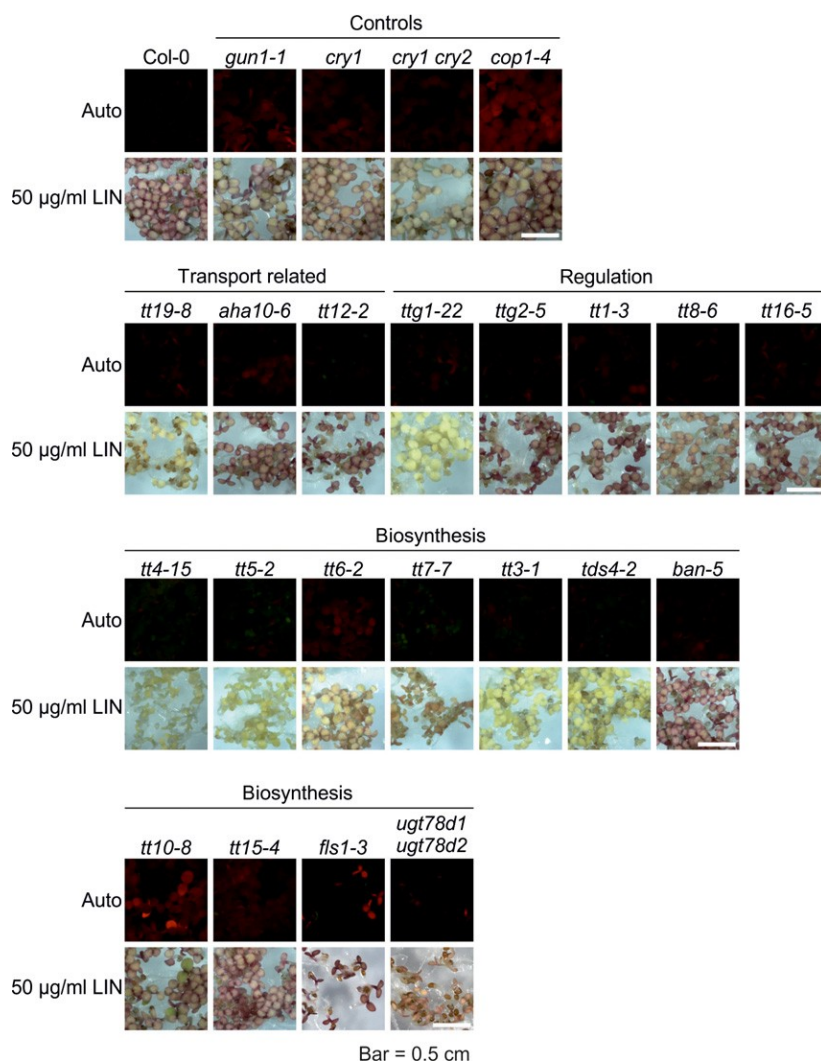 Controls
Col-0 gun1-1 cry1 cry1 cry2 cop1-4
Auto
50 µg/ml LIN
Transport related Regulation
tt19-8 aha10-6 tt12-2 ttg1-22 ttg2-5 tt1-3 tt8-6 tt16-5
Auto
50 µg/ml LIN
Biosynthesis
tt4-15 tt5-2 tt6-2 tt7-7 tt3-1 tds4-2 ban-5
Auto
50 µg/ml LIN
Biosynthesis
ugt78d1
tt10-8 tt15-4 fls1-3 ugt78d2
Auto
50 µg/ml LIN
Bar = 0.5 cm